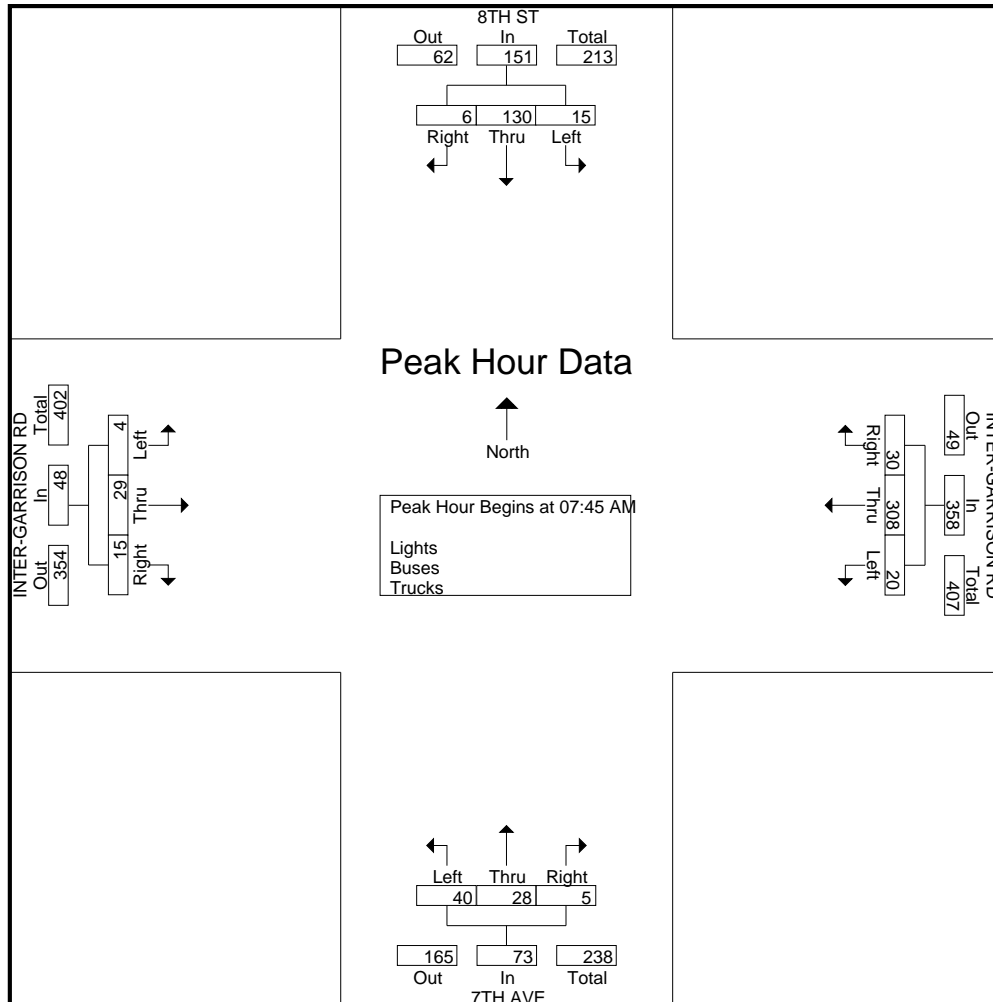 8TH ST
Out In Total
62 151 213
6 130 15
Right Thru Left
Peak Hour Data
North
Peak Hour Begins at 07:45 AM
Lights
Buses
Trucks
INTER-GARRISON RD
Out In Total
354 48 402
15 29 4
Right Thru Left
INTER-GARRISON RD
Out In Total
49 358 407
30 308 20
Right Thru Left
Left Thru Right
40 28 5
165 73 238
Out In Total
7TH AVE